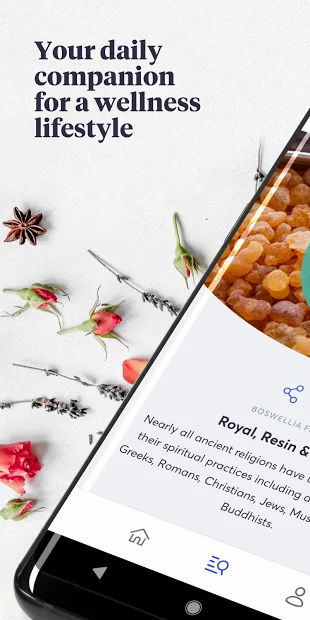 Your daily
companion
for a wellness
lifestyle
BOSWELLIA F
Royal, Resin &
Nearly all ancient religions have
their spiritual practices including
Greeks, Romans, Christians, Jews,
Buddhists.